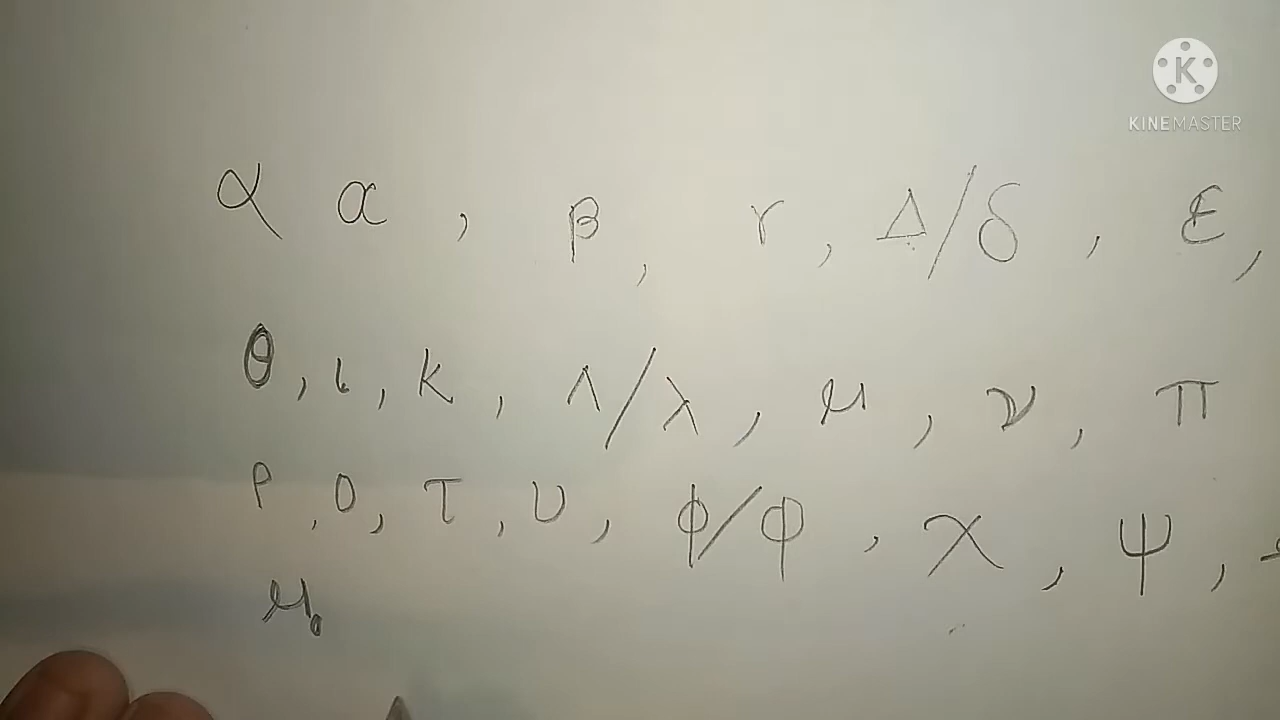 K
KINEMASTER
α α , β , γ , Δ/δ , ε ,
θ , ι , κ , Λ/λ , μ , ν , π
ρ , ο , τ , υ , ϕ/φ , χ , ψ ,
μ₀